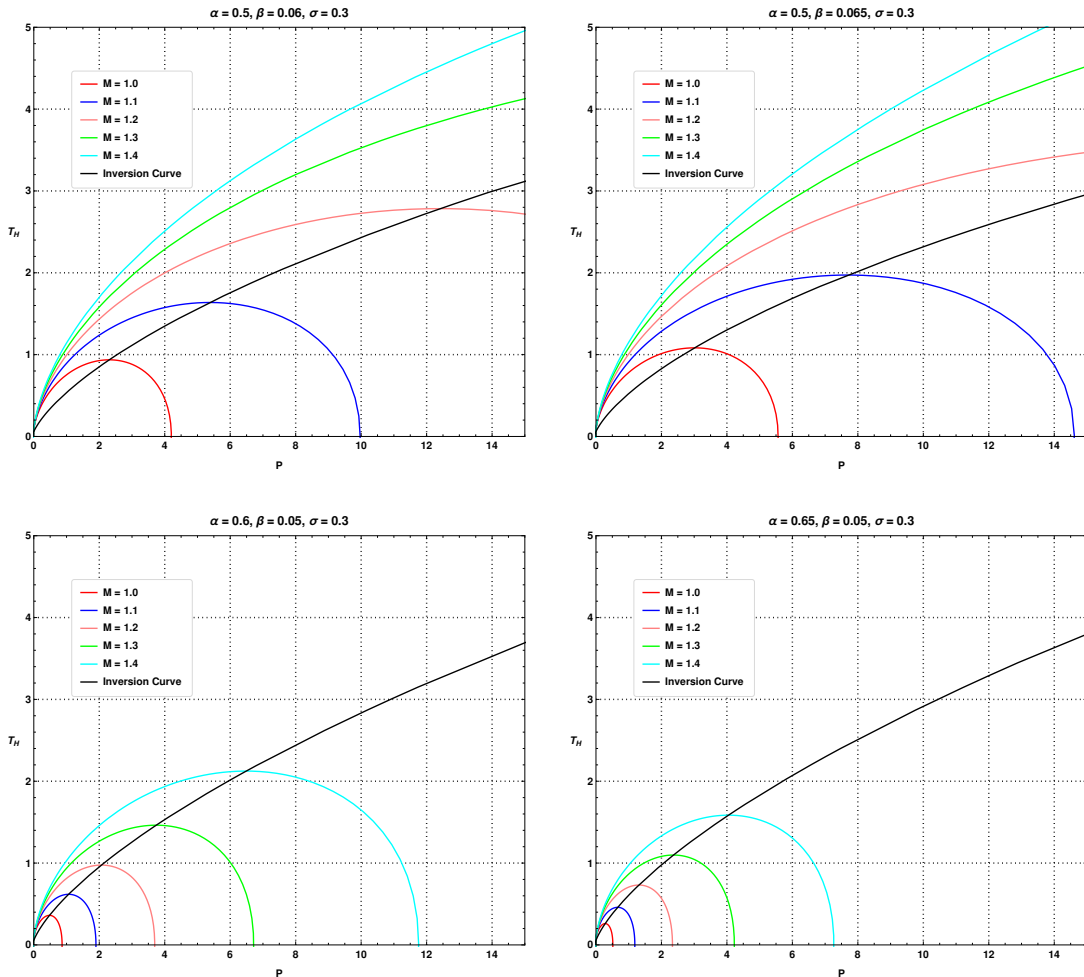 α = 0.5, β = 0.06, σ = 0.3
5
4
3
2
1
0
T_H
M = 1.0
M = 1.1
M = 1.2
M = 1.3
M = 1.4
Inversion Curve
0 2 4 6 8 10 12 14
P
α = 0.5, β = 0.065, σ = 0.3
5
4
3
2
1
0
T_H
M = 1.0
M = 1.1
M = 1.2
M = 1.3
M = 1.4
Inversion Curve
0 2 4 6 8 10 12 14
P
α = 0.6, β = 0.05, σ = 0.3
5
4
3
2
1
0
T_H
M = 1.0
M = 1.1
M = 1.2
M = 1.3
M = 1.4
Inversion Curve
0 2 4 6 8 10 12 14
P
α = 0.65, β = 0.05, σ = 0.3
5
4
3
2
1
0
T_H
M = 1.0
M = 1.1
M = 1.2
M = 1.3
M = 1.4
Inversion Curve
0 2 4 6 8 10 12 14
P